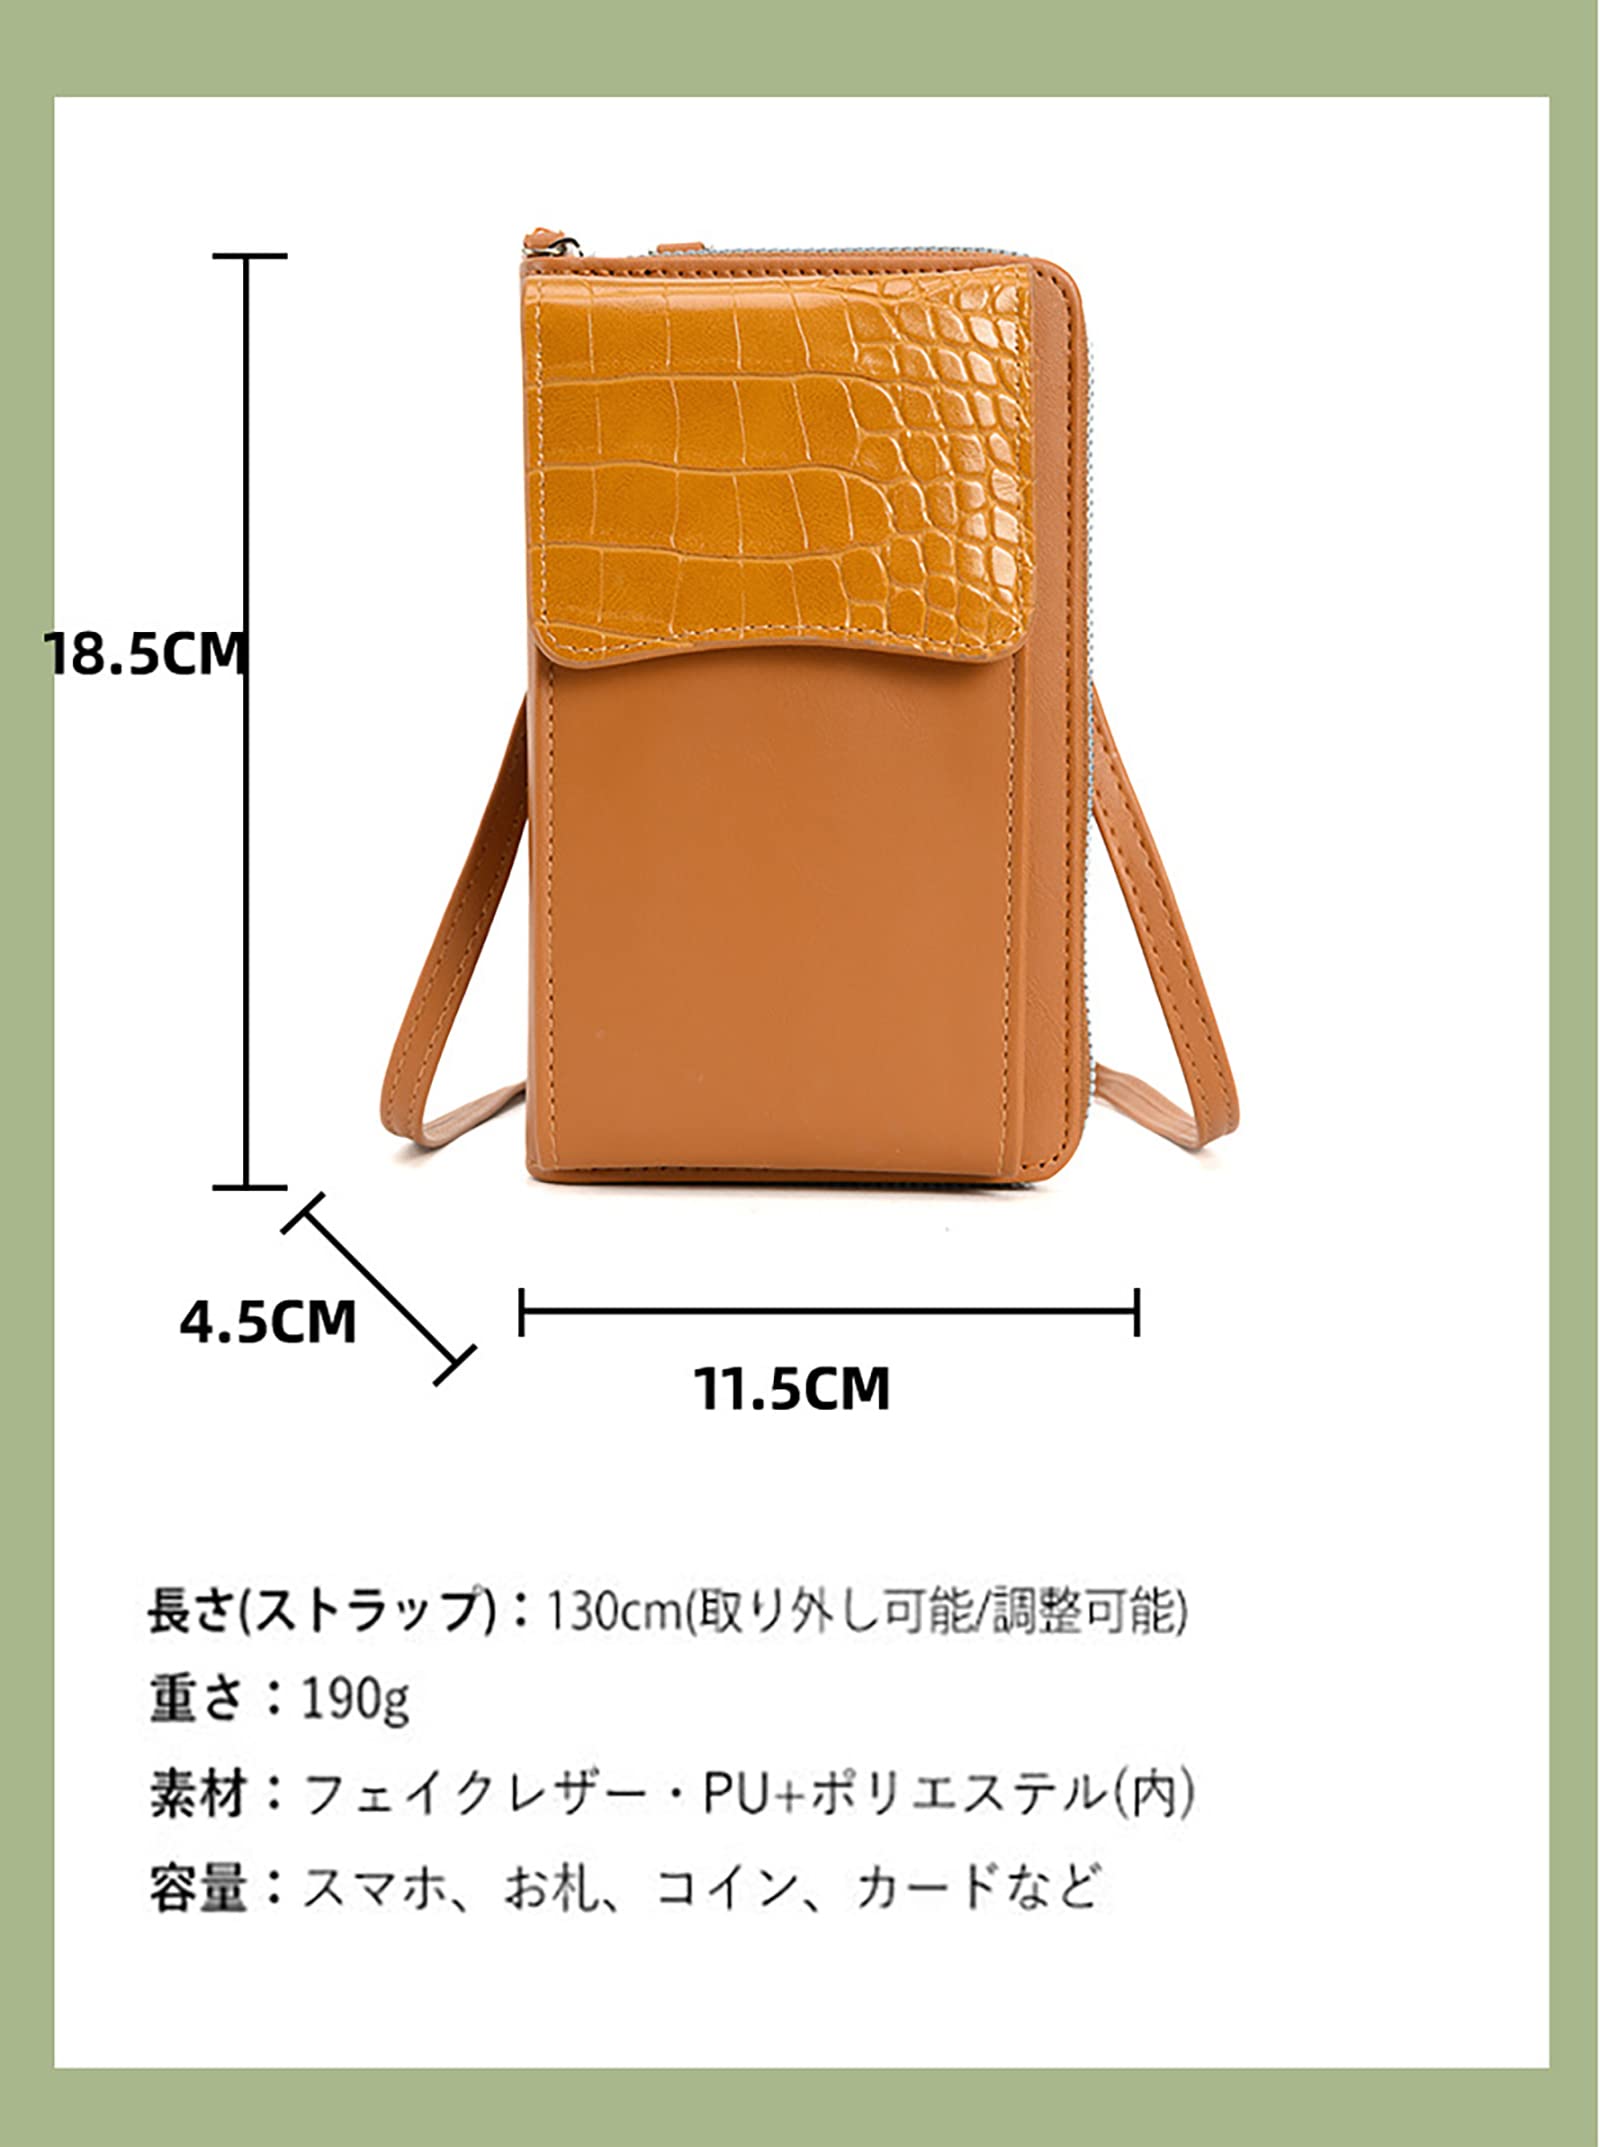 18.5CM
4.5CM
11.5CM
長さ(ストラップ)：130cm(取り外し可能/調整可能)
重さ：190g
素材：フェイクレザー・PU+ポリエステル(内)
容量：スマホ、お札、コイン、カードなど